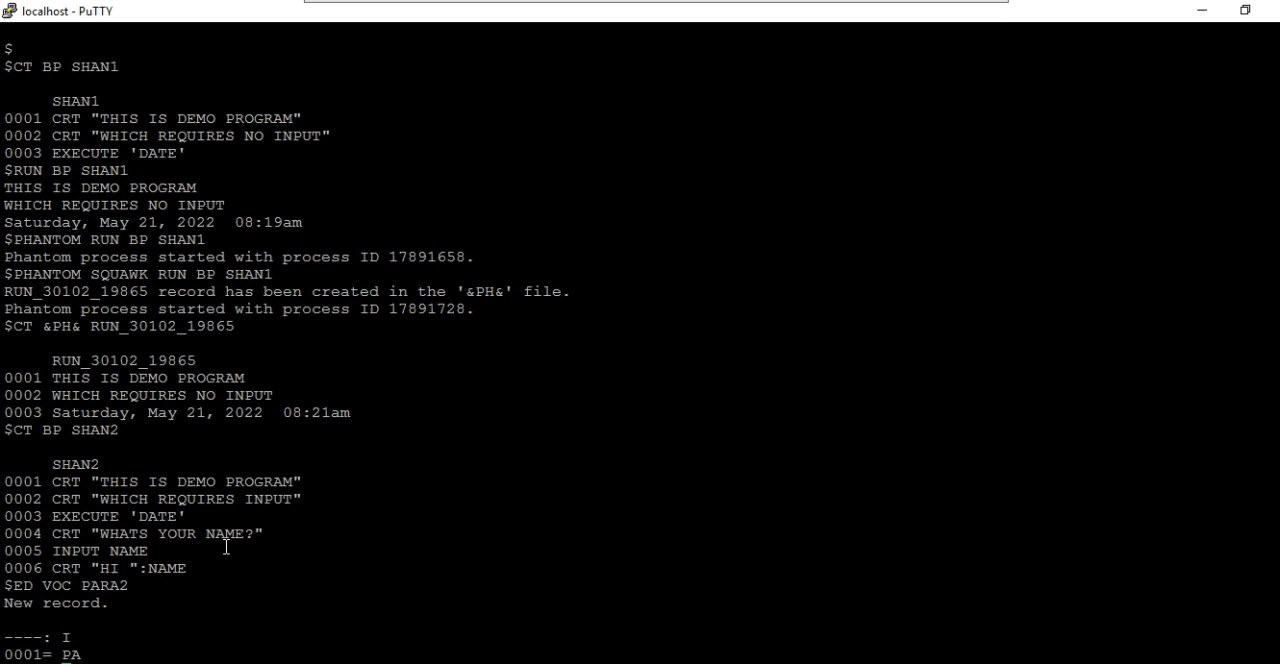 localhost - PuTTY
$
$CT BP SHAN1
SHAN1
0001 CRT "THIS IS DEMO PROGRAM"
0002 CRT "WHICH REQUIRES NO INPUT"
0003 EXECUTE 'DATE'
$RUN BP SHAN1
THIS IS DEMO PROGRAM
WHICH REQUIRES NO INPUT
Saturday, May 21, 2022  08:19am
$PHANTOM RUN BP SHAN1
Phantom process started with process ID 17891658.
$PHANTOM SQUAWK RUN BP SHAN1
RUN_30102_19865 record has been created in the '&PH&' file.
Phantom process started with process ID 17891728.
$CT &PH& RUN_30102_19865
RUN_30102_19865
0001 THIS IS DEMO PROGRAM
0002 WHICH REQUIRES NO INPUT
0003 Saturday, May 21, 2022  08:21am
$CT BP SHAN2
SHAN2
0001 CRT "THIS IS DEMO PROGRAM"
0002 CRT "WHICH REQUIRES INPUT"
0003 EXECUTE 'DATE'
0004 CRT "WHATS YOUR NAME?"
0005 INPUT NAME
0006 CRT "HI ":NAME
$ED VOC PARA2
New record.
----: I
0001= PA